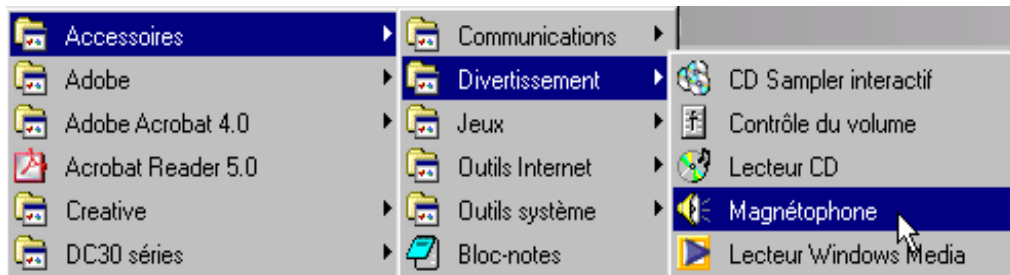 Accessoires
Adobe
Adobe Acrobat 4.0
Acrobat Reader 5.0
Creative
DC30 séries
Communications
Divertissement
Jeux
Outils Internet
Outils système
Bloc-notes
CD Sampler interactif
Contrôle du volume
Lecteur CD
Magnétophone
Lecteur Windows Media